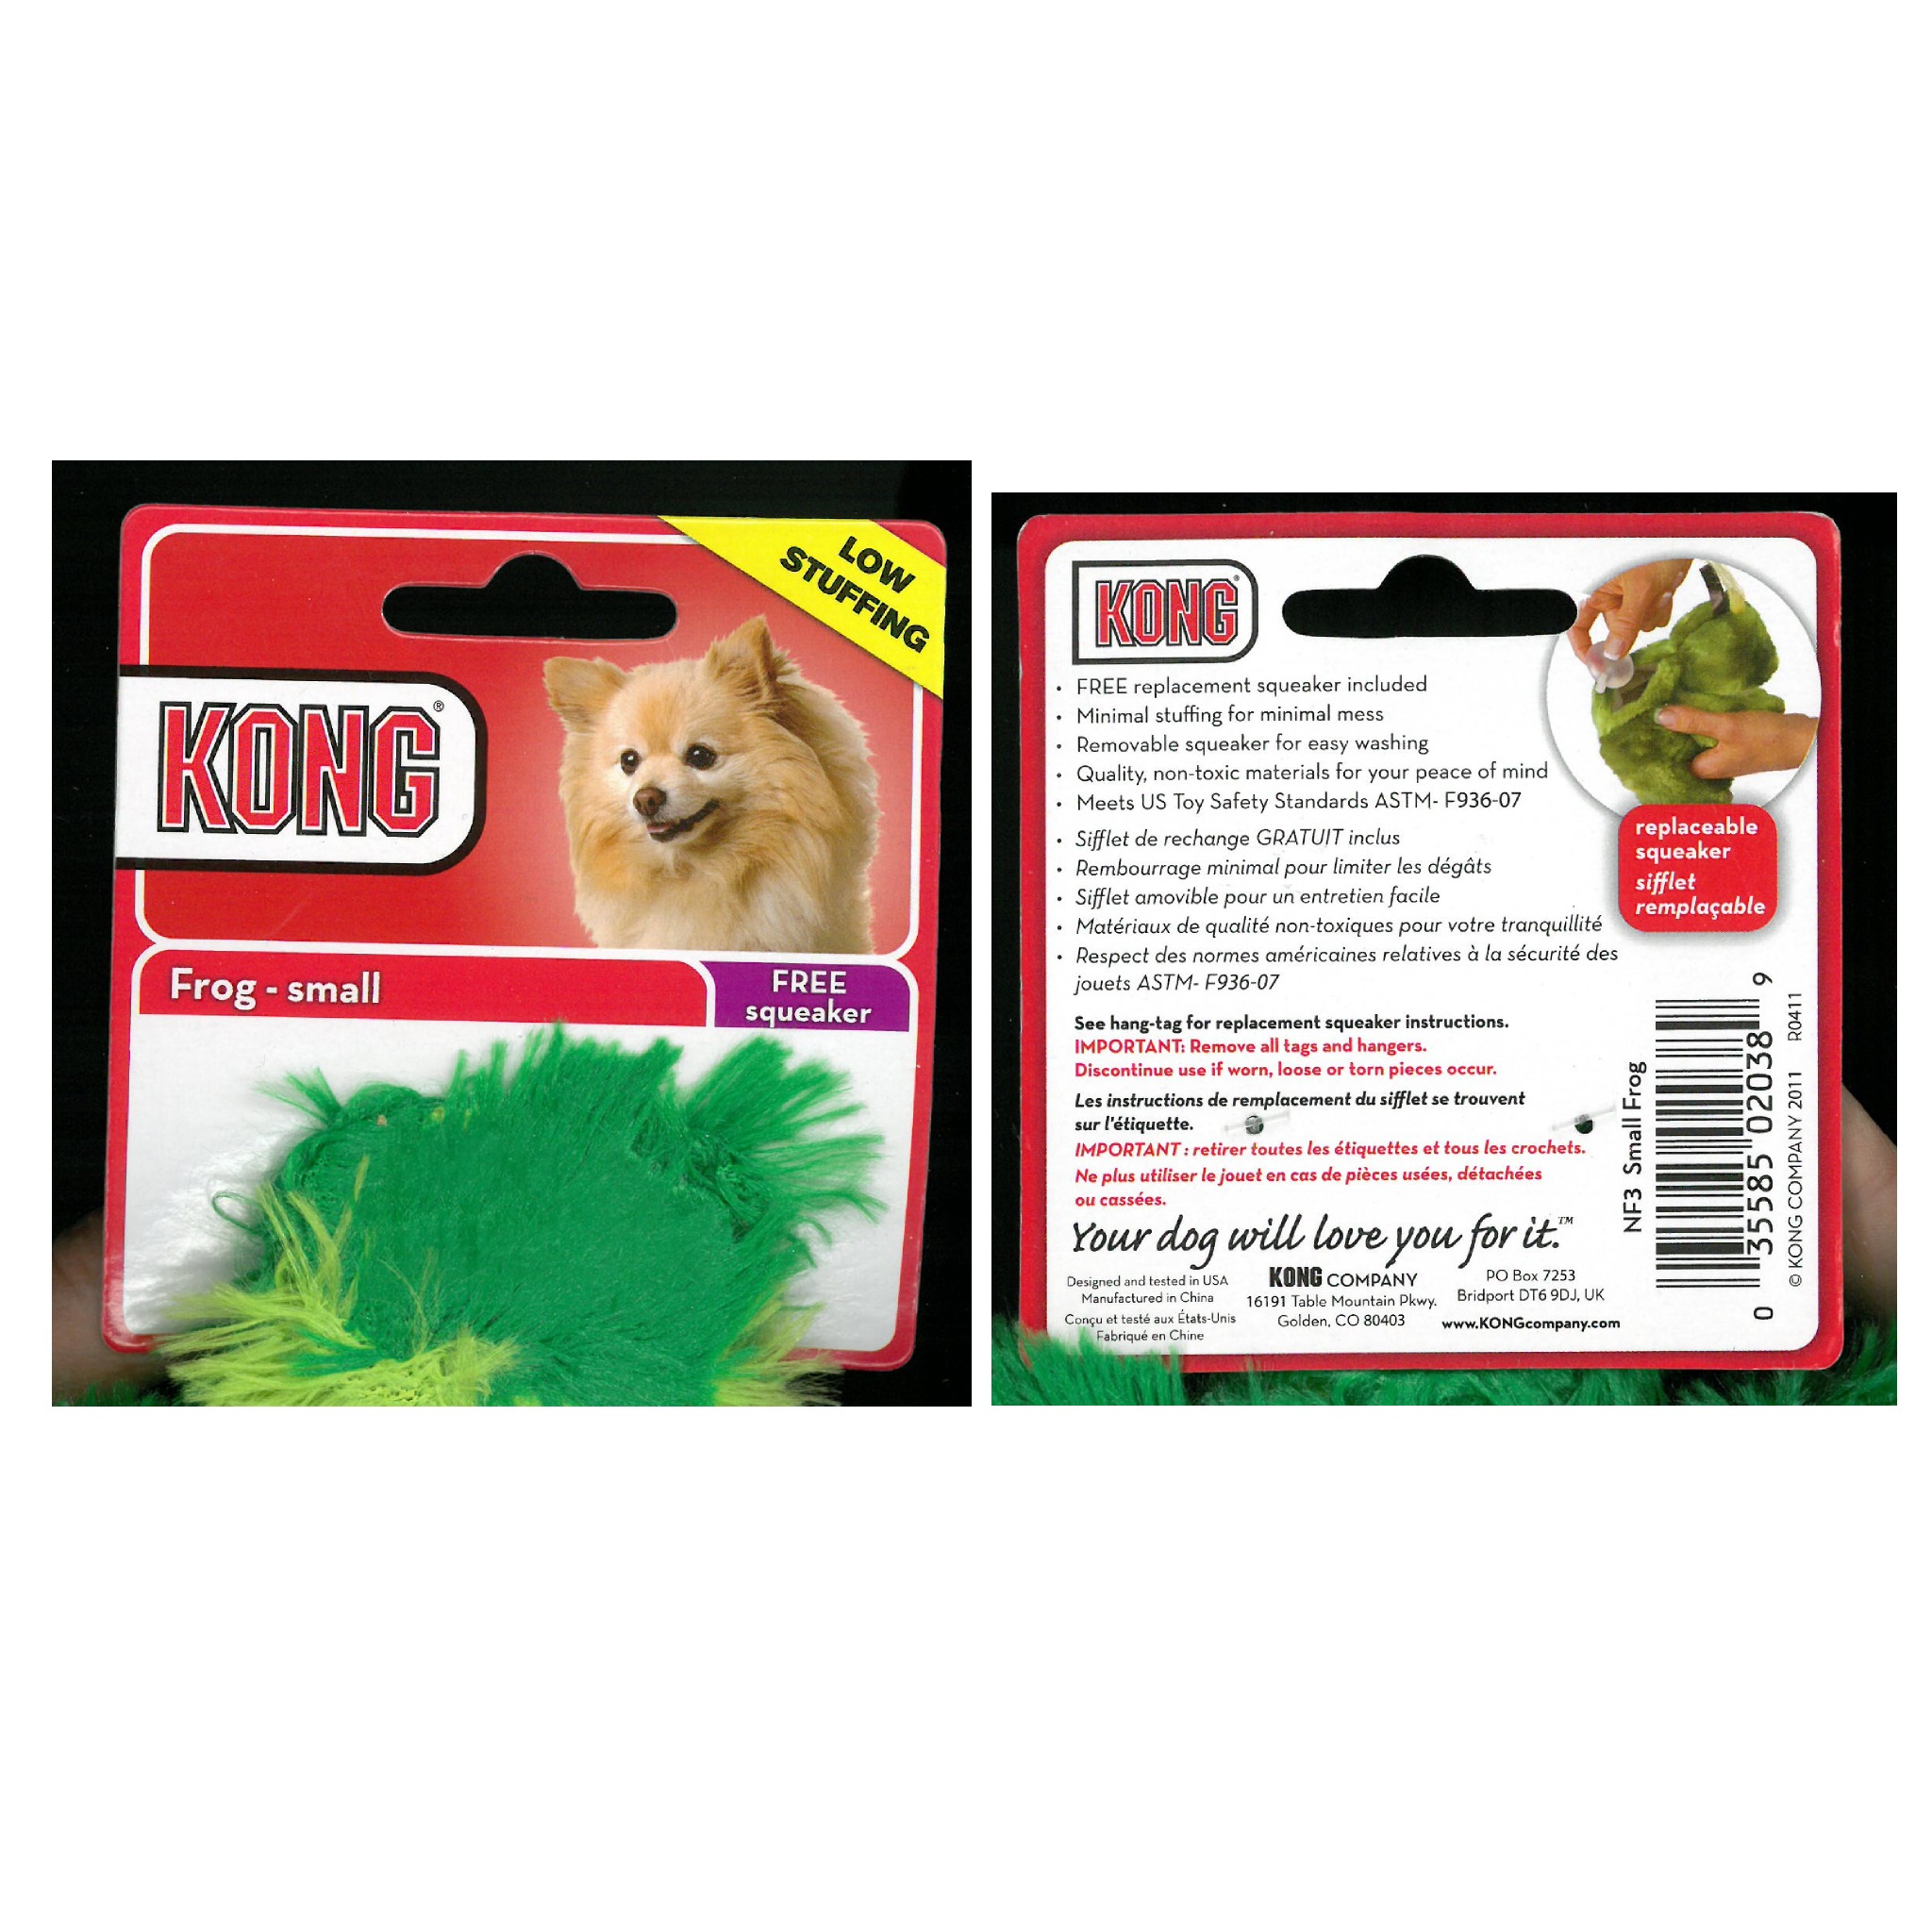 LOW
STUFFING
KONG®
Frog - small
FREE
squeaker
KONG®
• FREE replacement squeaker included
• Minimal stuffing for minimal mess
• Removable squeaker for easy washing
• Quality, non-toxic materials for your peace of mind
• Meets US Toy Safety Standards ASTM- F936-07
• Sifflet de rechange GRATUIT inclus
• Rembourrage minimal pour limiter les dégâts
• Sifflet amovible pour un entretien facile
• Matériaux de qualité non-toxiques pour votre tranquillité
• Respect des normes américaines relatives à la sécurité des
jouets ASTM- F936-07
replaceable
squeaker
sifflet
remplaçable
See hang-tag for replacement squeaker instructions.
IMPORTANT: Remove all tags and hangers.
Discontinue use if worn, loose or torn pieces occur.
Les instructions de remplacement du sifflet se trouvent
sur l'étiquette.
IMPORTANT : retirer toutes les étiquettes et tous les crochets.
Ne plus utiliser le jouet en cas de pièces usées, détachées
ou cassées.
Your dog will love you for it.™
Designed and tested in USA
Manufactured in China
Conçu et testé aux États-Unis
Fabriqué en Chine
KONG COMPANY
16191 Table Mountain Pkwy.
Golden, CO 80403
PO Box 7253
Bridport DT6 9DJ, UK
www.KONGcompany.com
NF3 Small Frog
0 35585 02038 9
© KONG COMPANY 2011 R0411